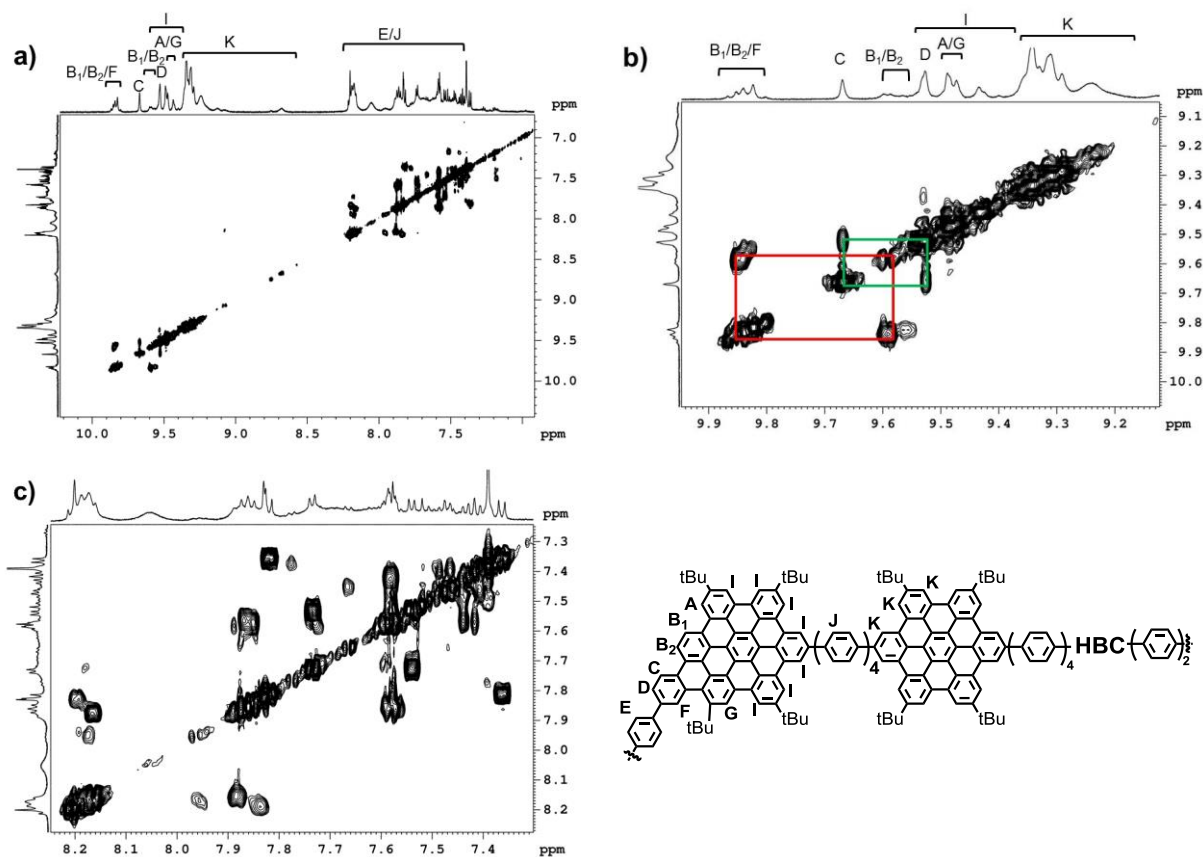 a)
I
A/G
B1/B2
B1/B2/F
C
D
K
E/J
ppm
7.0
7.5
8.0
8.5
9.0
9.5
10.0
10.0 9.5 9.0 8.5 8.0 7.5 ppm
b)
I
K
B1/B2/F
C
B1/B2
D
A/G
ppm
9.1
9.2
9.3
9.4
9.5
9.6
9.7
9.8
9.9
10.0
9.9 9.8 9.7 9.6 9.5 9.4 9.3 9.2 ppm
c)
ppm
7.3
7.4
7.5
7.6
7.7
7.8
7.9
8.0
8.1
8.2
8.2 8.1 8.0 7.9 7.8 7.7 7.6 7.5 7.4 ppm
tBu I I tBu
A I
B1 I J
B2
C I 4
D I
E F G I
tBu tBu
tBu K tBu
K
K
4 HBC 2
tBu tBu